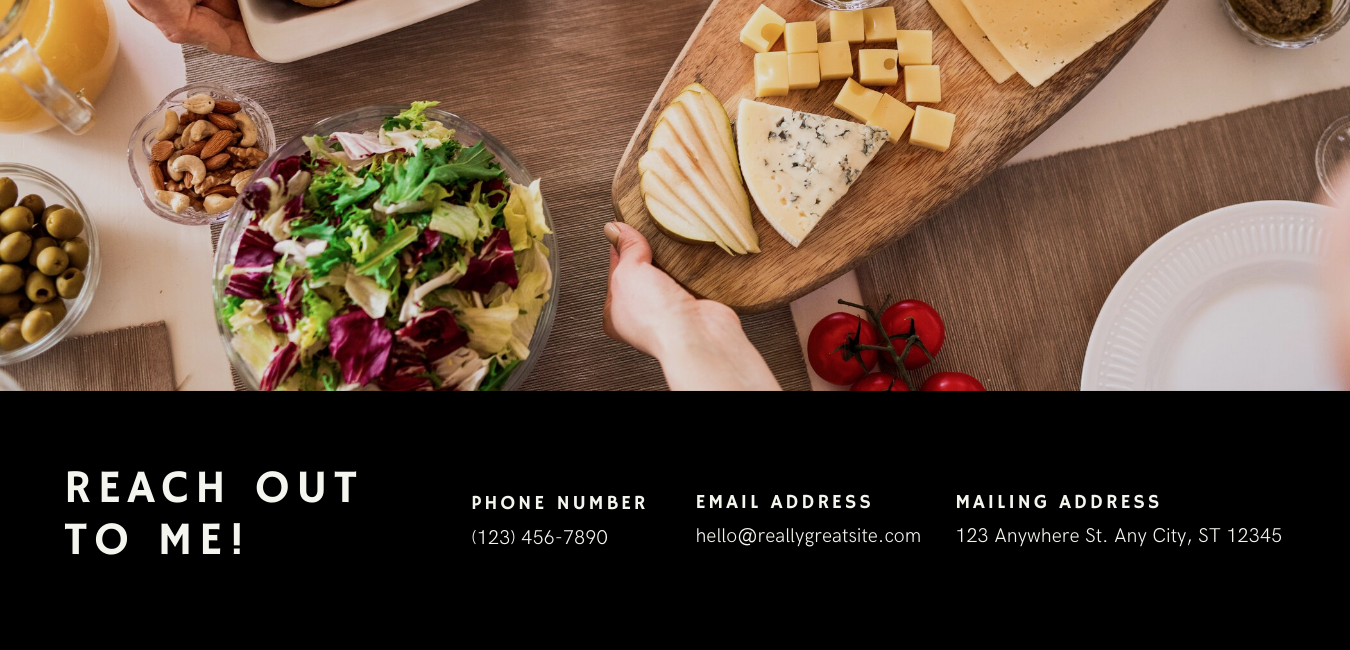 REACH OUT
TO ME!
PHONE NUMBER
(123) 456-7890
EMAIL ADDRESS
hello@reallygreatsite.com
MAILING ADDRESS
123 Anywhere St. Any City, ST 12345